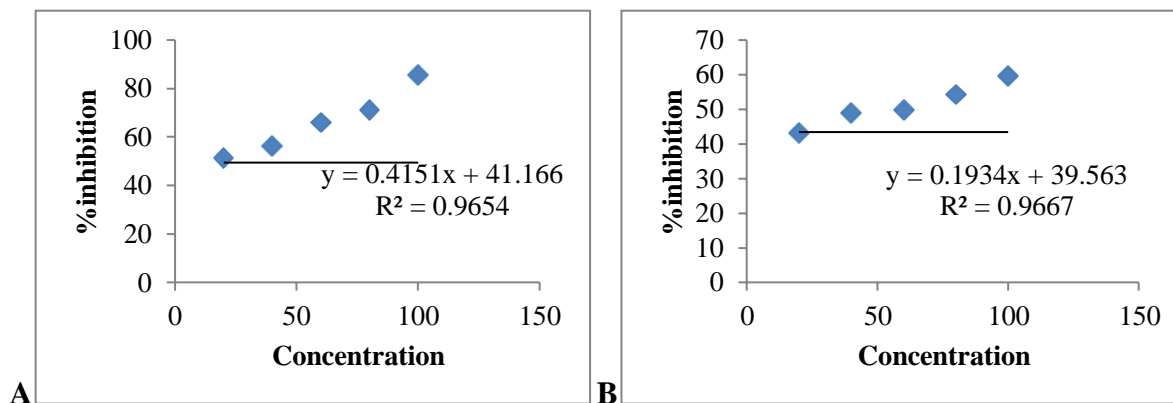 100
80
60
40
20
0
0 50 100 150
%inhibition
Concentration
y = 0.4151x + 41.166
R² = 0.9654
A
70
60
50
40
30
20
10
0
0 50 100 150
%inhibition
Concentration
y = 0.1934x + 39.563
R² = 0.9667
B